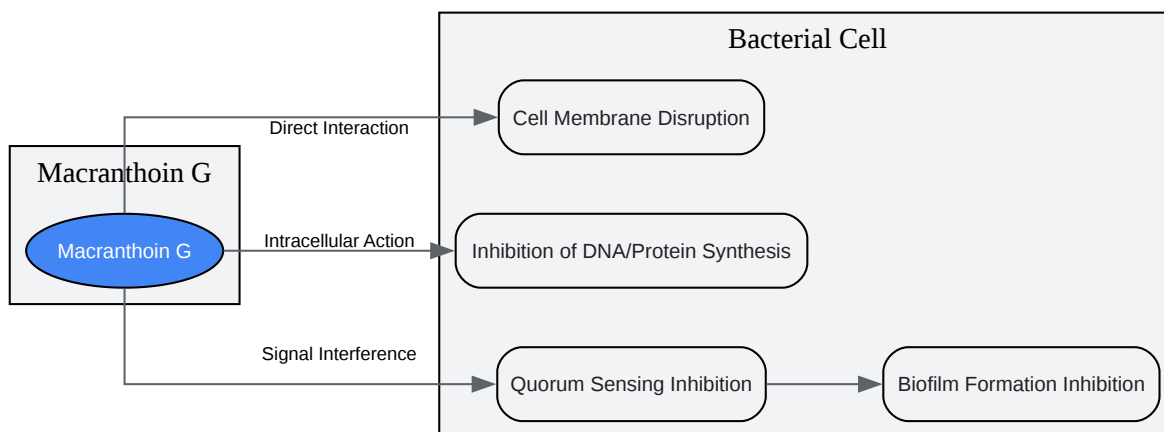 Bacterial Cell
Cell Membrane Disruption
Direct Interaction
Macranthoin G
Macranthoin G
Intracellular Action
Inhibition of DNA/Protein Synthesis
Signal Interference
Quorum Sensing Inhibition
Biofilm Formation Inhibition